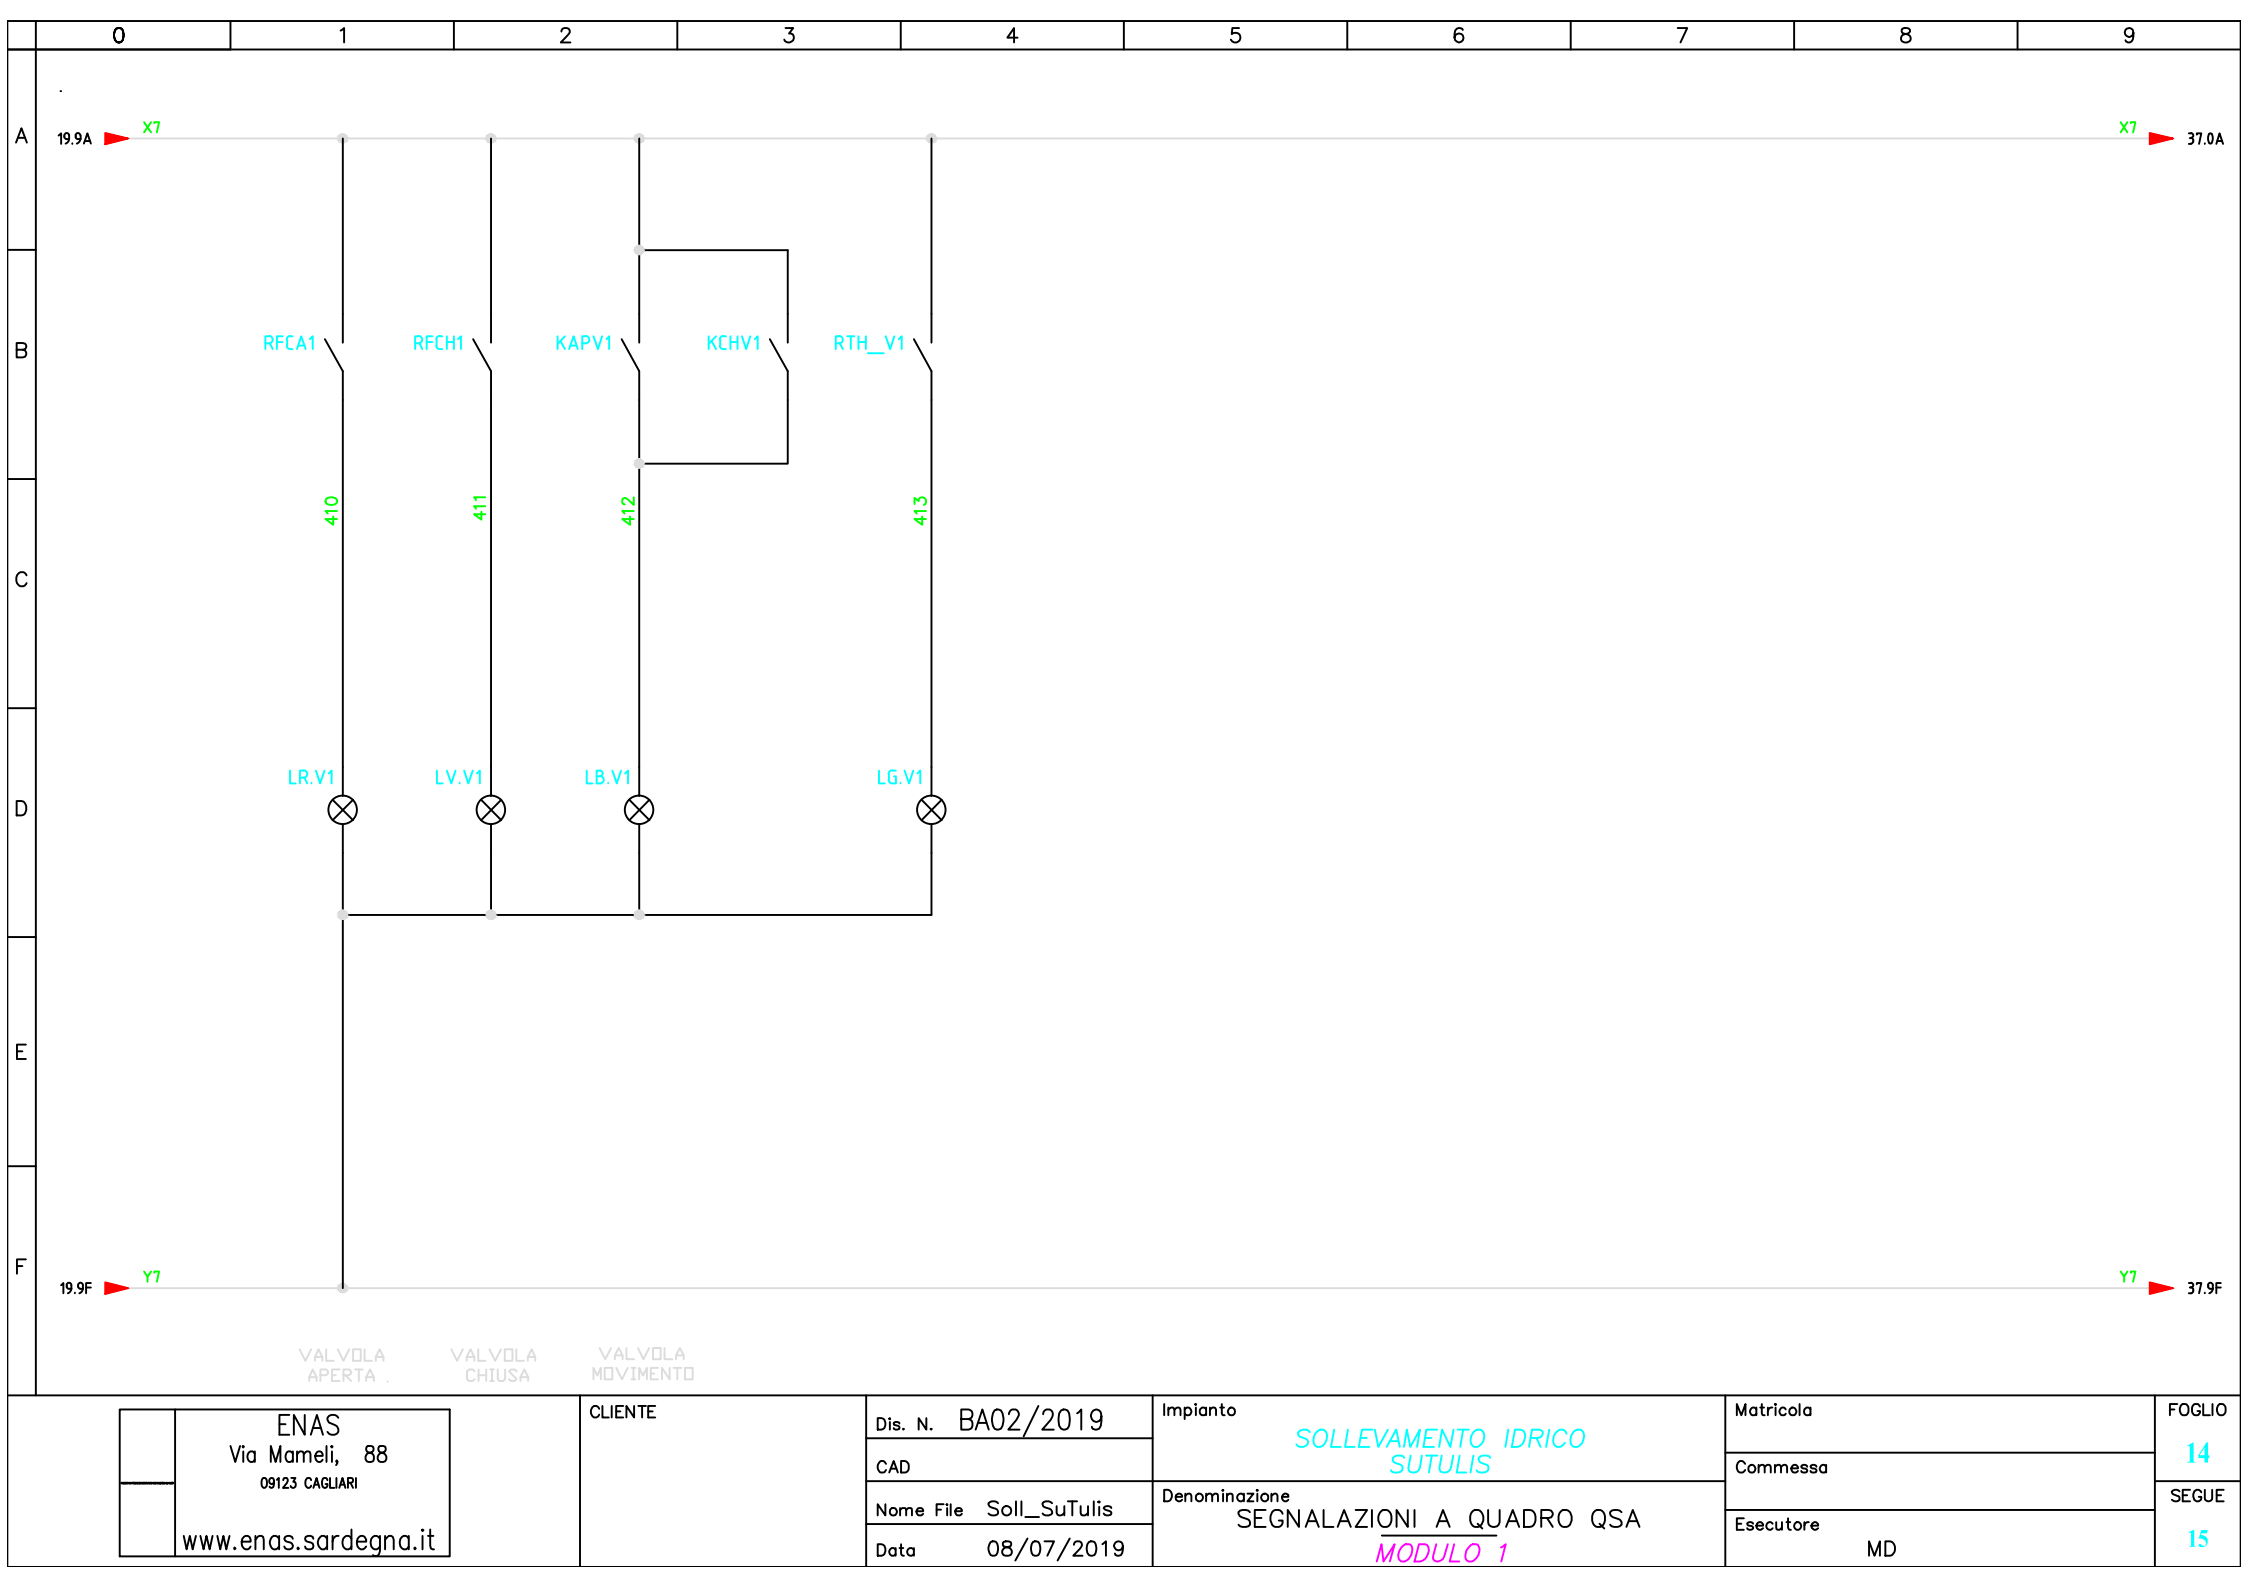 0 1 2 3 4 5 6 7 8 9
.
A
19.9A X7 X7 37.0A
B
RFCA1 RFCH1 KAPV1 KCHV1 RTH__V1
410 411 412 413
C
LR.V1 LV.V1 LB.V1 LG.V1
D
E
F
19.9F Y7 Y7 37.9F
VALVOLA
APERTA .
VALVOLA
CHIUSA
VALVOLA
MOVIMENTO
ENAS
Via Mameli, 88
09123 CAGLIARI
www.enas.sardegna.it
CLIENTE
Dis. N. BA02/2019
CAD
Nome File Soll_SuTulis
Data 08/07/2019
Impianto
SOLLEVAMENTO IDRICO
SUTULIS
Denominazione
SEGNALAZIONI A QUADRO QSA
MODULO 1
Matricola
Commessa
Esecutore
MD
FOGLIO
14
SEGUE
15